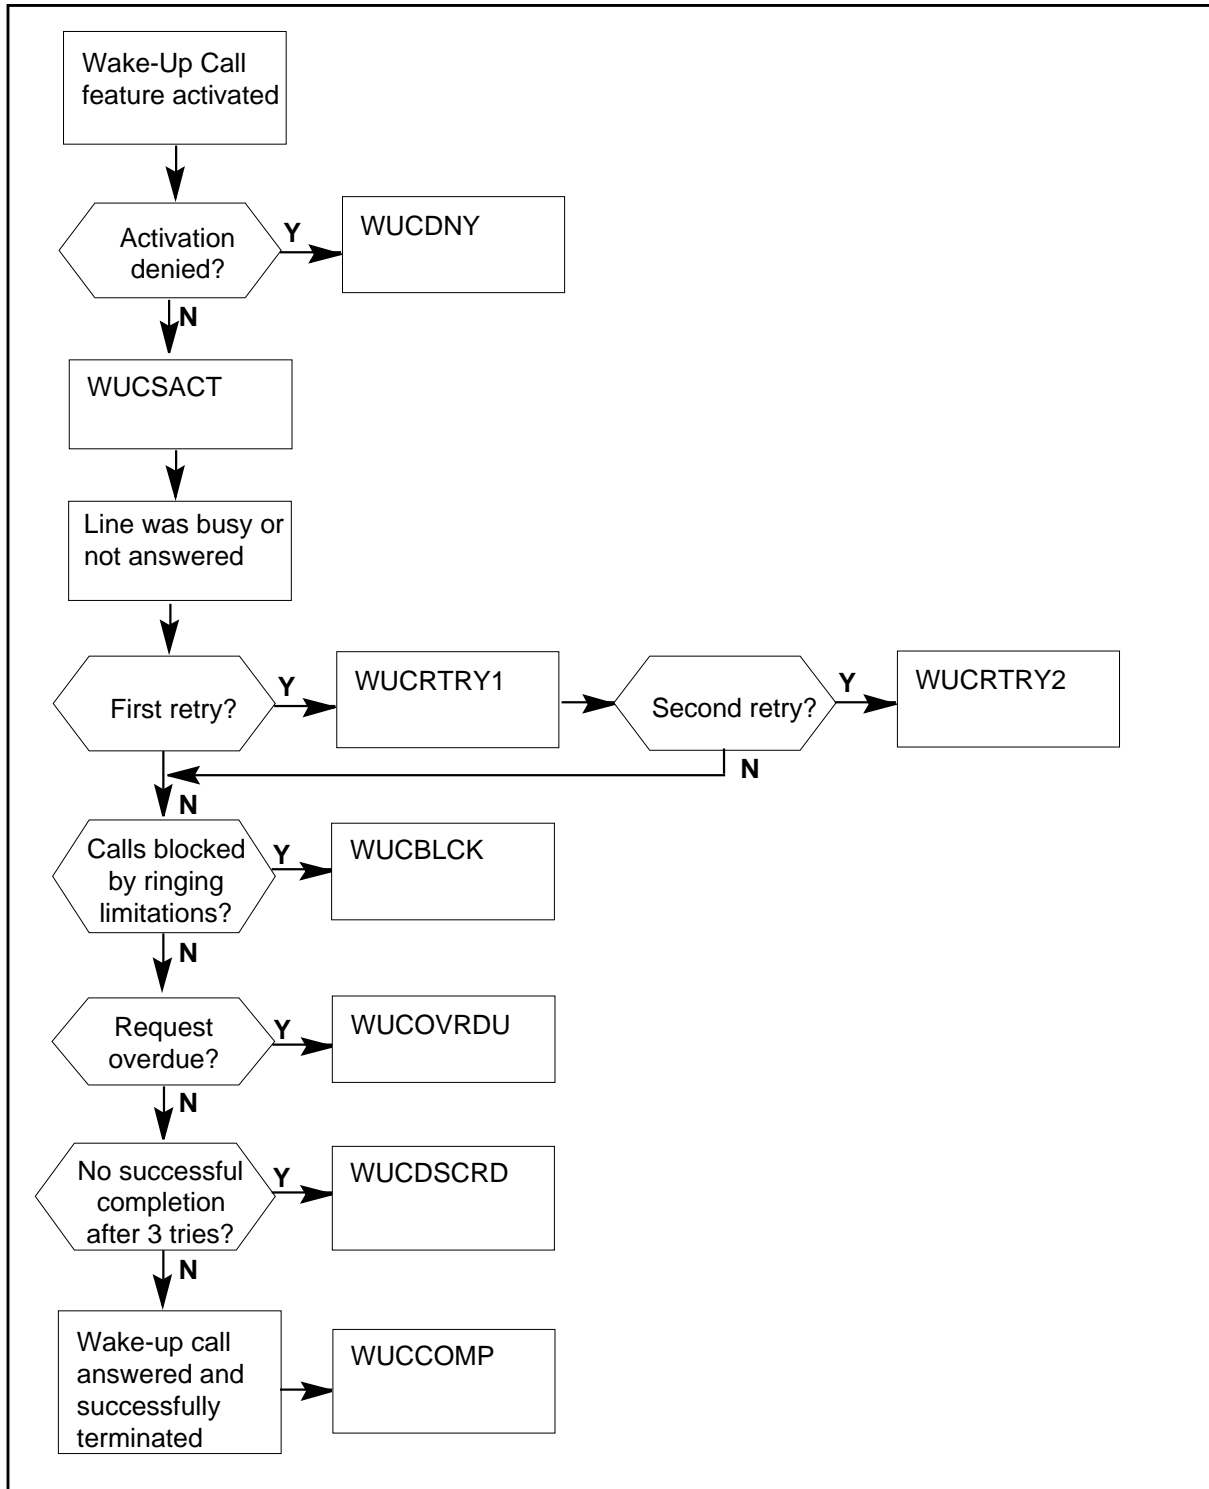 Wake-Up Call
feature activated
Activation
denied?
Y
WUCDNY
N
WUCSACT
Line was busy or
not answered
First retry?
Y
WUCRTRY1
Second retry?
Y
WUCRTRY2
N
N
Calls blocked
by ringing
limitations?
Y
WUCBLCK
N
Request
overdue?
Y
WUCOVRDU
N
No successful
completion
after 3 tries?
Y
WUCDSCRD
N
Wake-up call
answered and
successfully
terminated
WUCCOMP